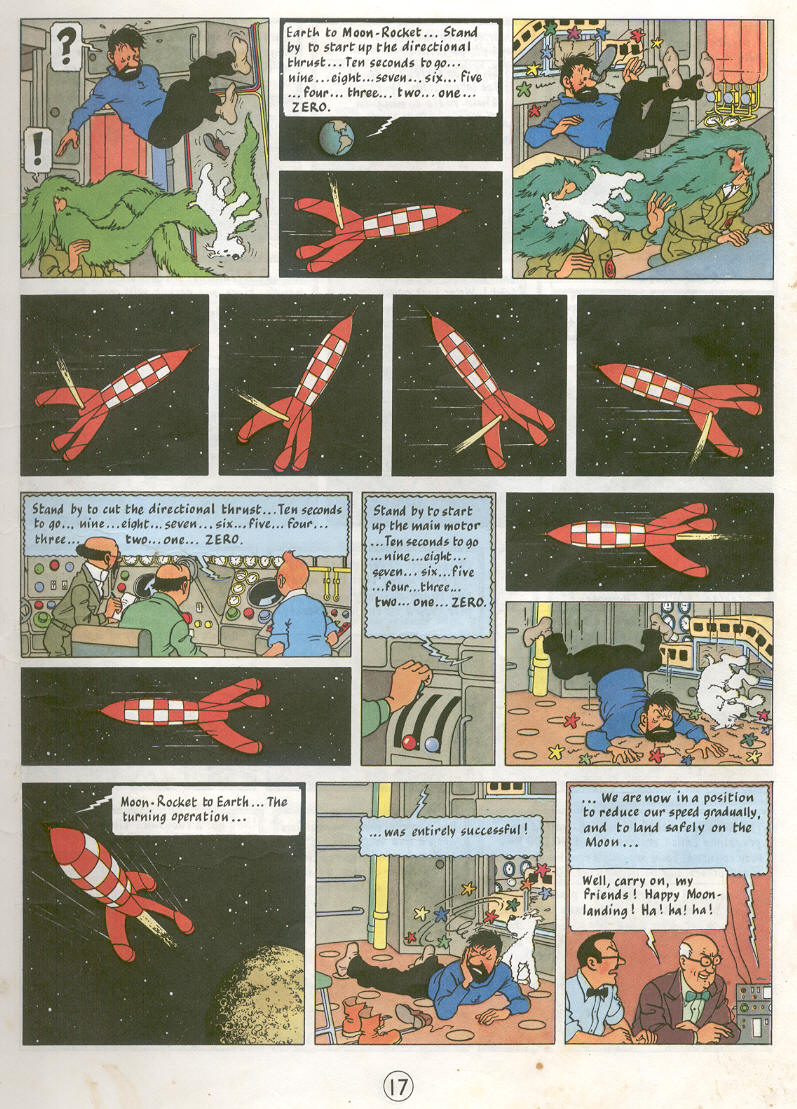 ?
!
Earth to Moon-Rocket... Stand
by to start up the directional
thrust... Ten seconds to go...
nine...eight...seven...six...five
...four...three...two...one...
ZERO.
Stand by to cut the directional thrust...Ten seconds
to go... nine...eight...seven...six...five...four...
three... two...one... ZERO.
Stand by to start
up the main motor
...Ten seconds to go
...nine...eight...
seven...six...five
...four...three...
two...one...ZERO.
Moon-Rocket to Earth... The
turning operation...
...was entirely successful!
... We are now in a position
to reduce our speed gradually,
and to land safely on the
Moon...
Well, carry on, my
friends! Happy Moon-
landing! Ha! ha! ha!
17